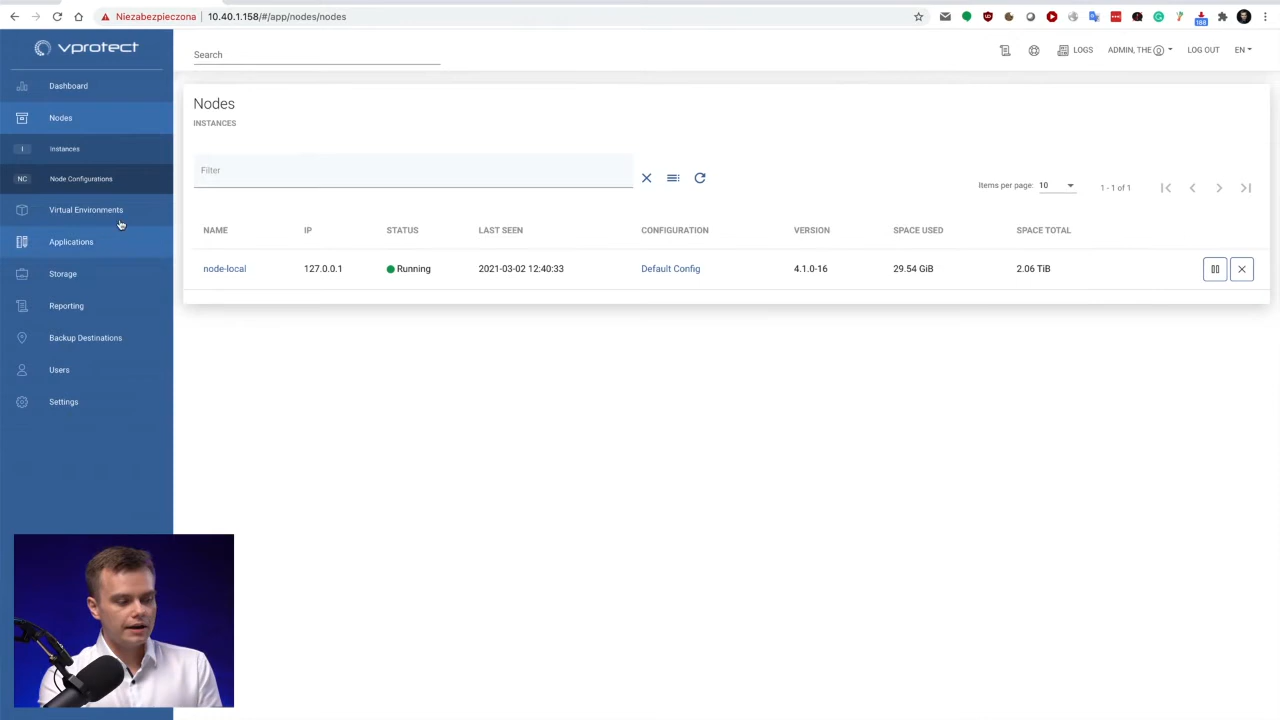 Niezabezpieczona 10.40.1.158/#/app/nodes/nodes
188
vprotect
Search
LOGS
ADMIN, THE
LOG OUT
EN
Dashboard
Nodes
I Instances
NC Node Configurations
Virtual Environments
Applications
Storage
Reporting
Backup Destinations
Users
Settings
Nodes
INSTANCES
Filter
Items per page: 10
1 - 1 of 1
NAME IP STATUS LAST SEEN CONFIGURATION VERSION SPACE USED SPACE TOTAL
node-local 127.0.0.1 Running 2021-03-02 12:40:33 Default Config 4.1.0-16 29.54 GiB 2.06 TiB